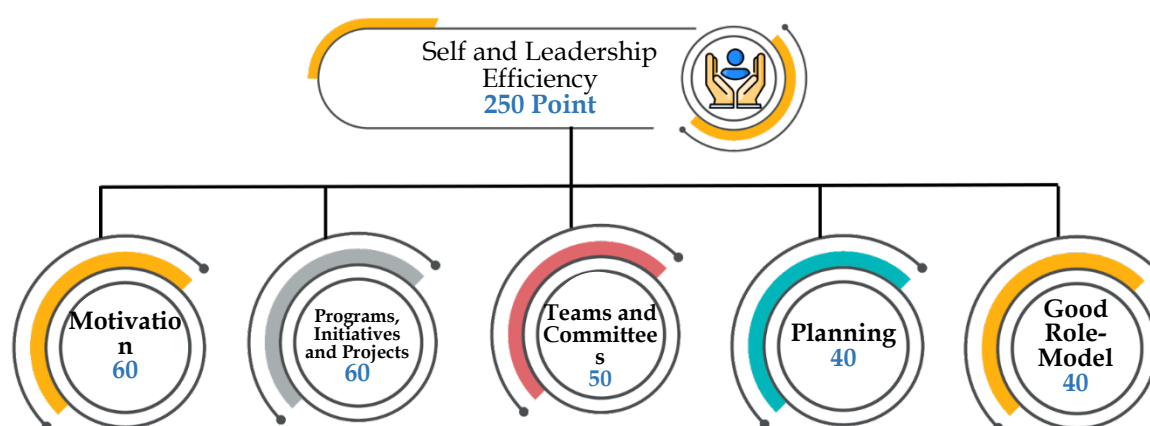 Self and Leadership
Efficiency
250 Point
Motivatio
n
60
Programs,
Initiatives
and Projects
60
Teams and
Committee
s
50
Planning
40
Good
Role-
Model
40